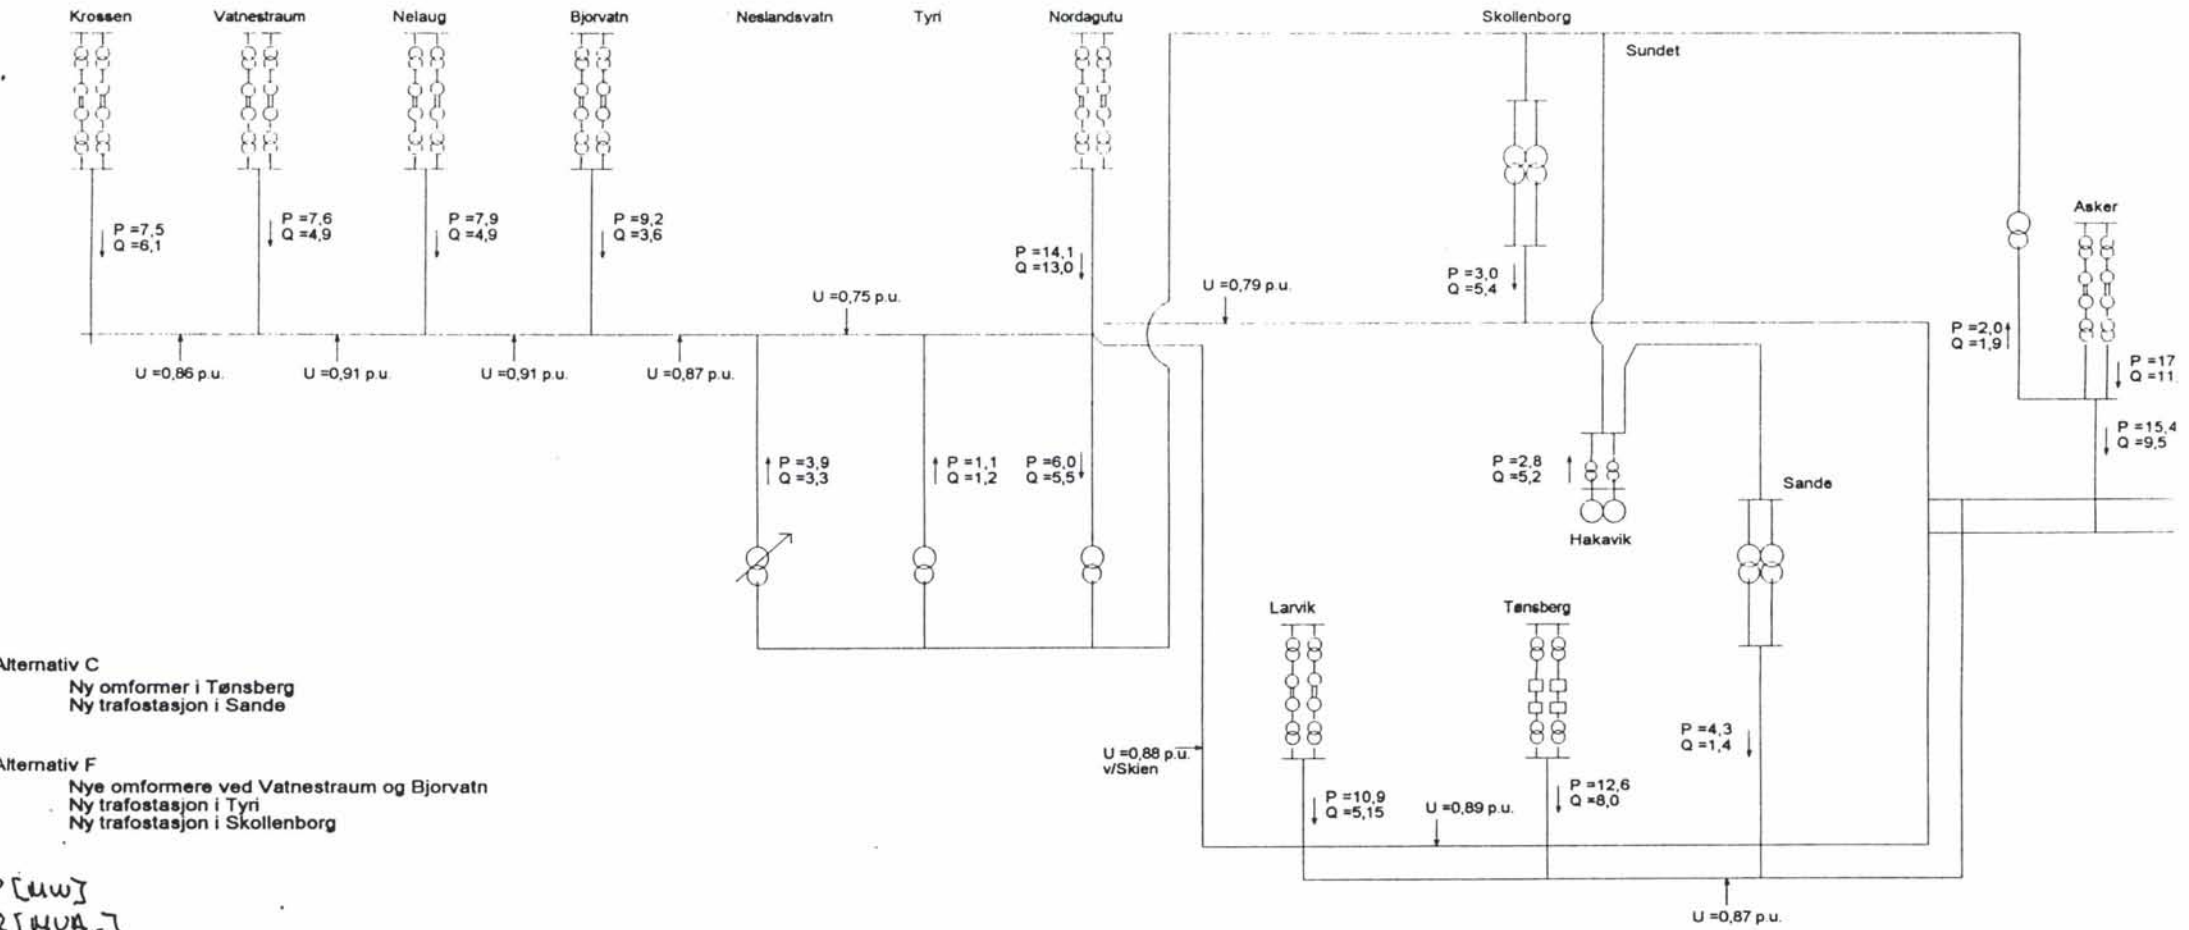 Krossen
Vatnestraum
Nelaug
Bjorvatn
Neslandsvatn
Tyri
Nordagutu
Skollenborg
Sundet
Asker
P =7,5
Q =6,1
P =7,6
Q =4,9
P =7,9
Q =4,9
P =9,2
Q =3,6
P =14,1
Q =13,0
P =3,0
Q =5,4
U =0,75 p.u.
U =0,79 p.u.
P =2,0
Q =1,9
P =17
Q =11
U =0,86 p.u.
U =0,91 p.u.
U =0,91 p.u.
U =0,87 p.u.
P =15,4
Q =9,5
P =3,9
Q =3,3
P =1,1
Q =1,2
P =6,0
Q =5,5
P =2,8
Q =5,2
Sande
Hakavik
Larvik
Tønsberg
Alternativ C
Ny omformer i Tønsberg
Ny trafostasjon i Sande
P =4,3
Q =1,4
U =0,88 p.u.
v/Skien
Alternativ F
Nye omformere ved Vatnestraum og Bjorvatn
Ny trafostasjon i Tyri
Ny trafostasjon i Skollenborg
P =10,9
Q =5,15
U =0,89 p.u.
P =12,6
Q =8,0
P [MW]
U =0,87 p.u.